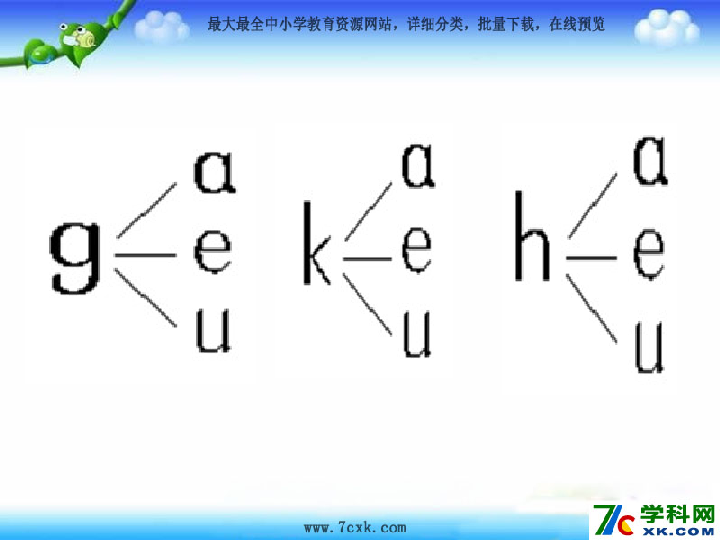 最大最全中小学教育资源网站，详细分类，批量下载，在线预览
g a e u
k a e u
h a e u
www.7cxk.com
7C 学科网
XK.COM